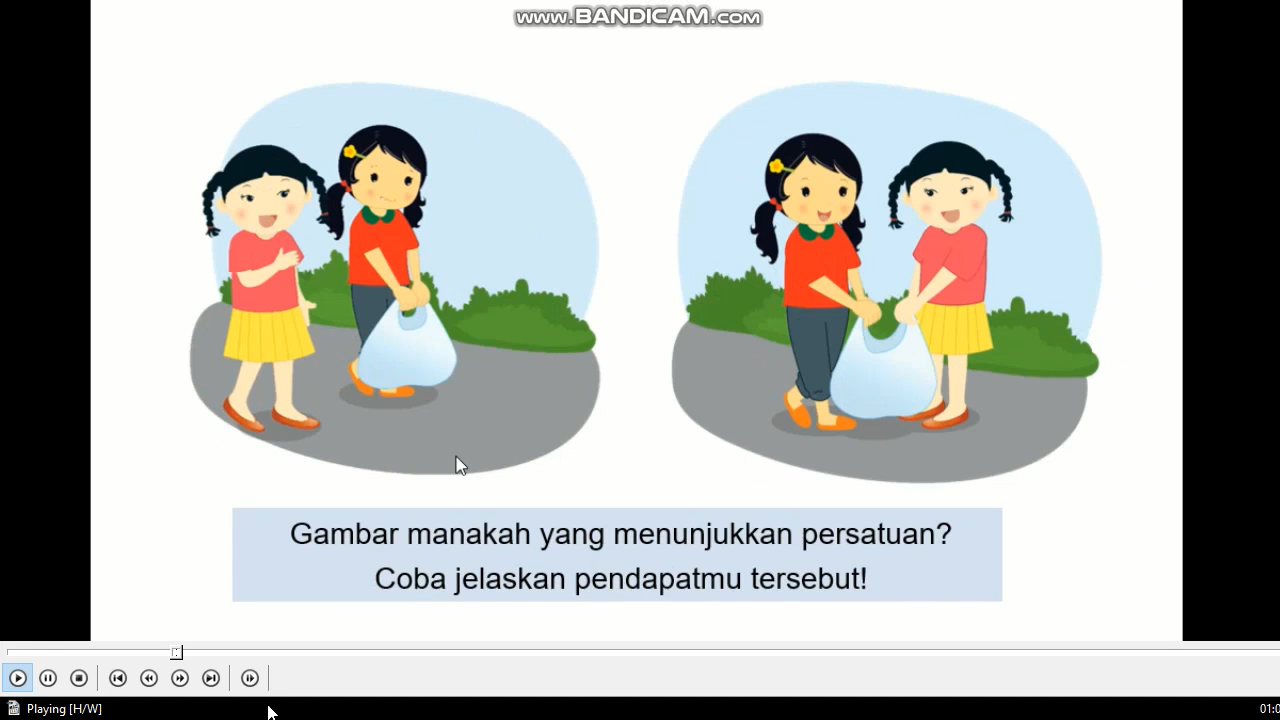 www.BANDICAM.com
Gambar manakah yang menunjukkan persatuan?
Coba jelaskan pendapatmu tersebut!
Playing [H/W]